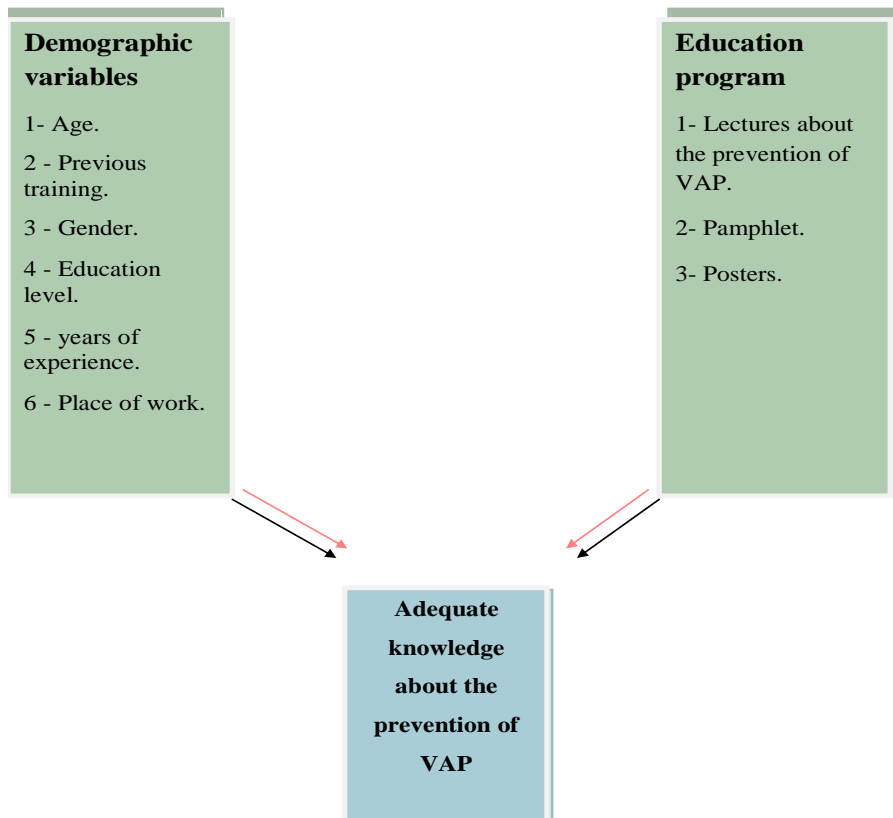 Demographic
variables
1- Age.
2 - Previous
training.
3 - Gender.
4 - Education
level.
5 - years of
experience.
6 - Place of work.
Education
program
1- Lectures about
the prevention of
VAP.
2- Pamphlet.
3- Posters.
Adequate
knowledge
about the
prevention of
VAP